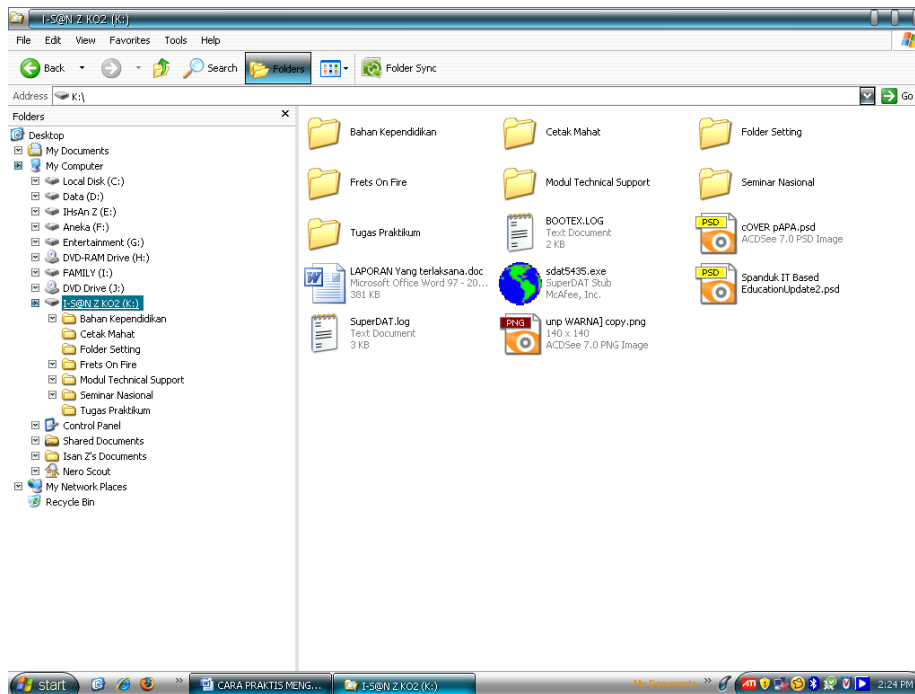 I-S@N Z KO2 (K:)
File Edit View Favorites Tools Help
Back Search Folders Folder Sync
Address K:\ Go
Folders
Desktop
My Documents
My Computer
Local Disk (C:)
Data (D:)
IHsAn Z (E:)
Aneka (F:)
Entertainment (G:)
DVD-RAM Drive (H:)
FAMILY (I:)
DVD Drive (J:)
I-S@N Z KO2 (K:)
Bahan Kependidikan
Cetak Mahat
Folder Setting
Frets On Fire
Modul Technical Support
Seminar Nasional
Tugas Praktikum
Control Panel
Shared Documents
Isan Z's Documents
Nero Scout
My Network Places
Recycle Bin
Bahan Kependidikan
Cetak Mahat
Folder Setting
Frets On Fire
Modul Technical Support
Seminar Nasional
Tugas Praktikum
BOOTEX.LOG
Text Document
2 KB
cOVER pAPA.psd
ACDSee 7.0 PSD Image
LAPORAN Yang terlaksana.doc
Microsoft Office Word 97 - 20...
381 KB
sdat5435.exe
SuperDAT Stub
McAfee, Inc.
Spanduk IT Based
EducationUpdate2.psd
SuperDAT.log
Text Document
3 KB
unp WARNA] copy.png
140 x 140
ACDSee 7.0 PNG Image
PSD
PSD
PNG
start » CARA PRAKTIS MENG... I-S@N Z KO2 (K:) My Documents » ATI 2:24 PM